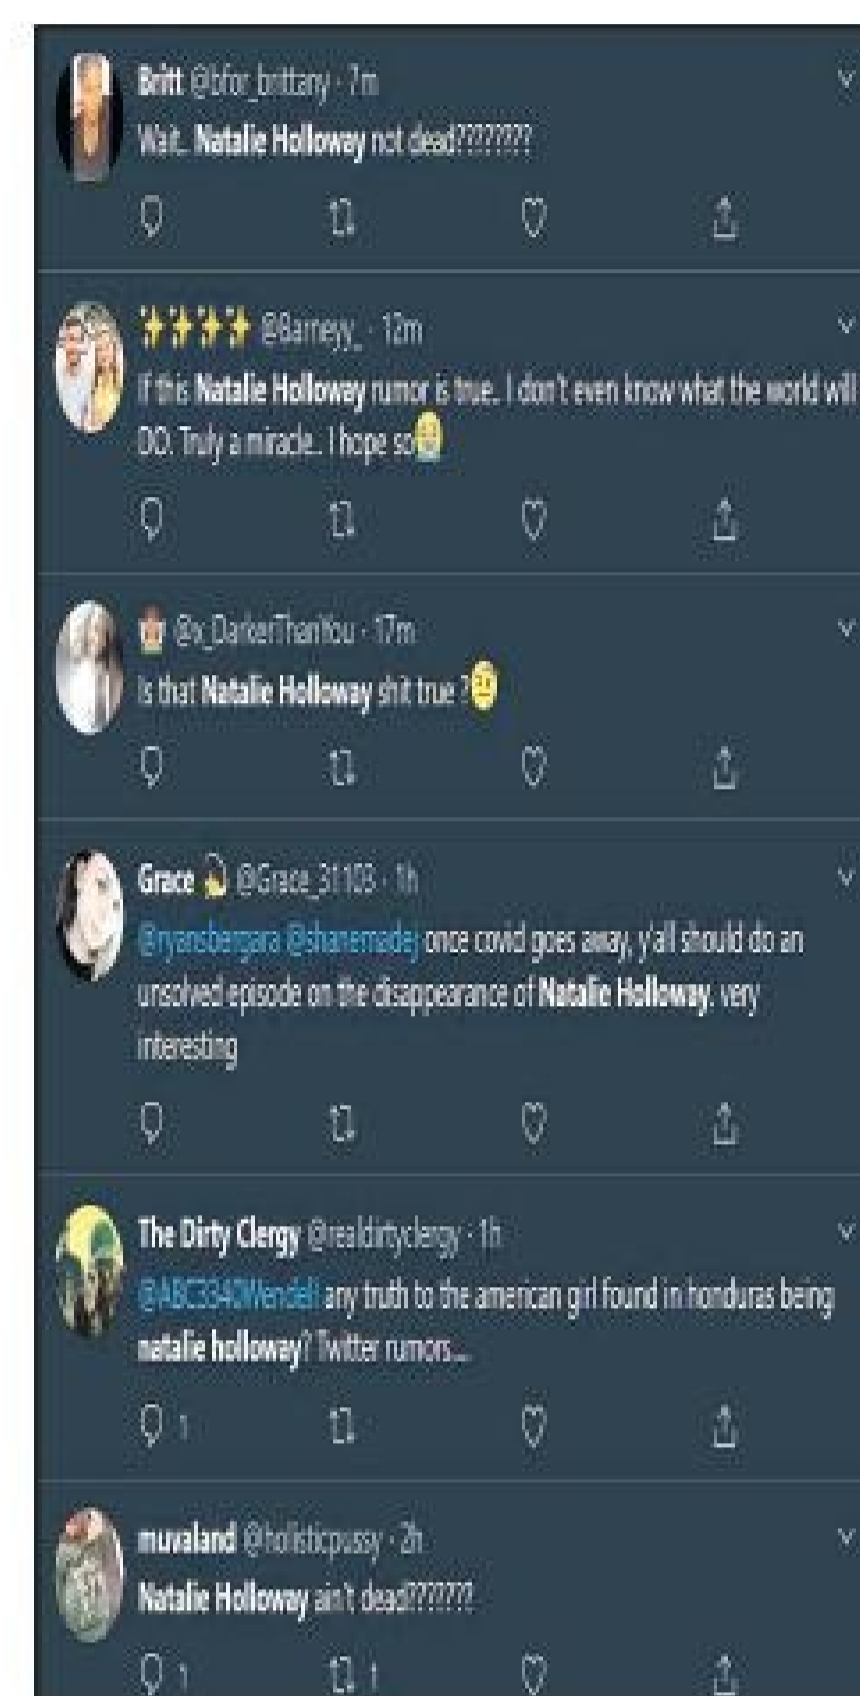 Britt @bfor_brittany · 7m
Wait.. Natalie Holloway not dead????????
@Barneyy_ · 12m
If this Natalie Holloway rumor is true.. I don't even know what the world will
DO. Truly a miracle.. I hope so
@x_DarkerThanYou · 17m
Is that Natalie Holloway shit true ?
Grace @Grace_31103 · 1h
@ryansbergara @shanemadej once covid goes away, y'all should do an
unsolved episode on the disappearance of Natalie Holloway. very
interesting
The Dirty Clergy @realdirtyclergy · 1h
@ABC3340Wendell any truth to the american girl found in honduras being
natalie holloway? Twitter rumors....
1
muvaland @holisticpussy · 2h
Natalie Holloway ain't dead???????
1 1